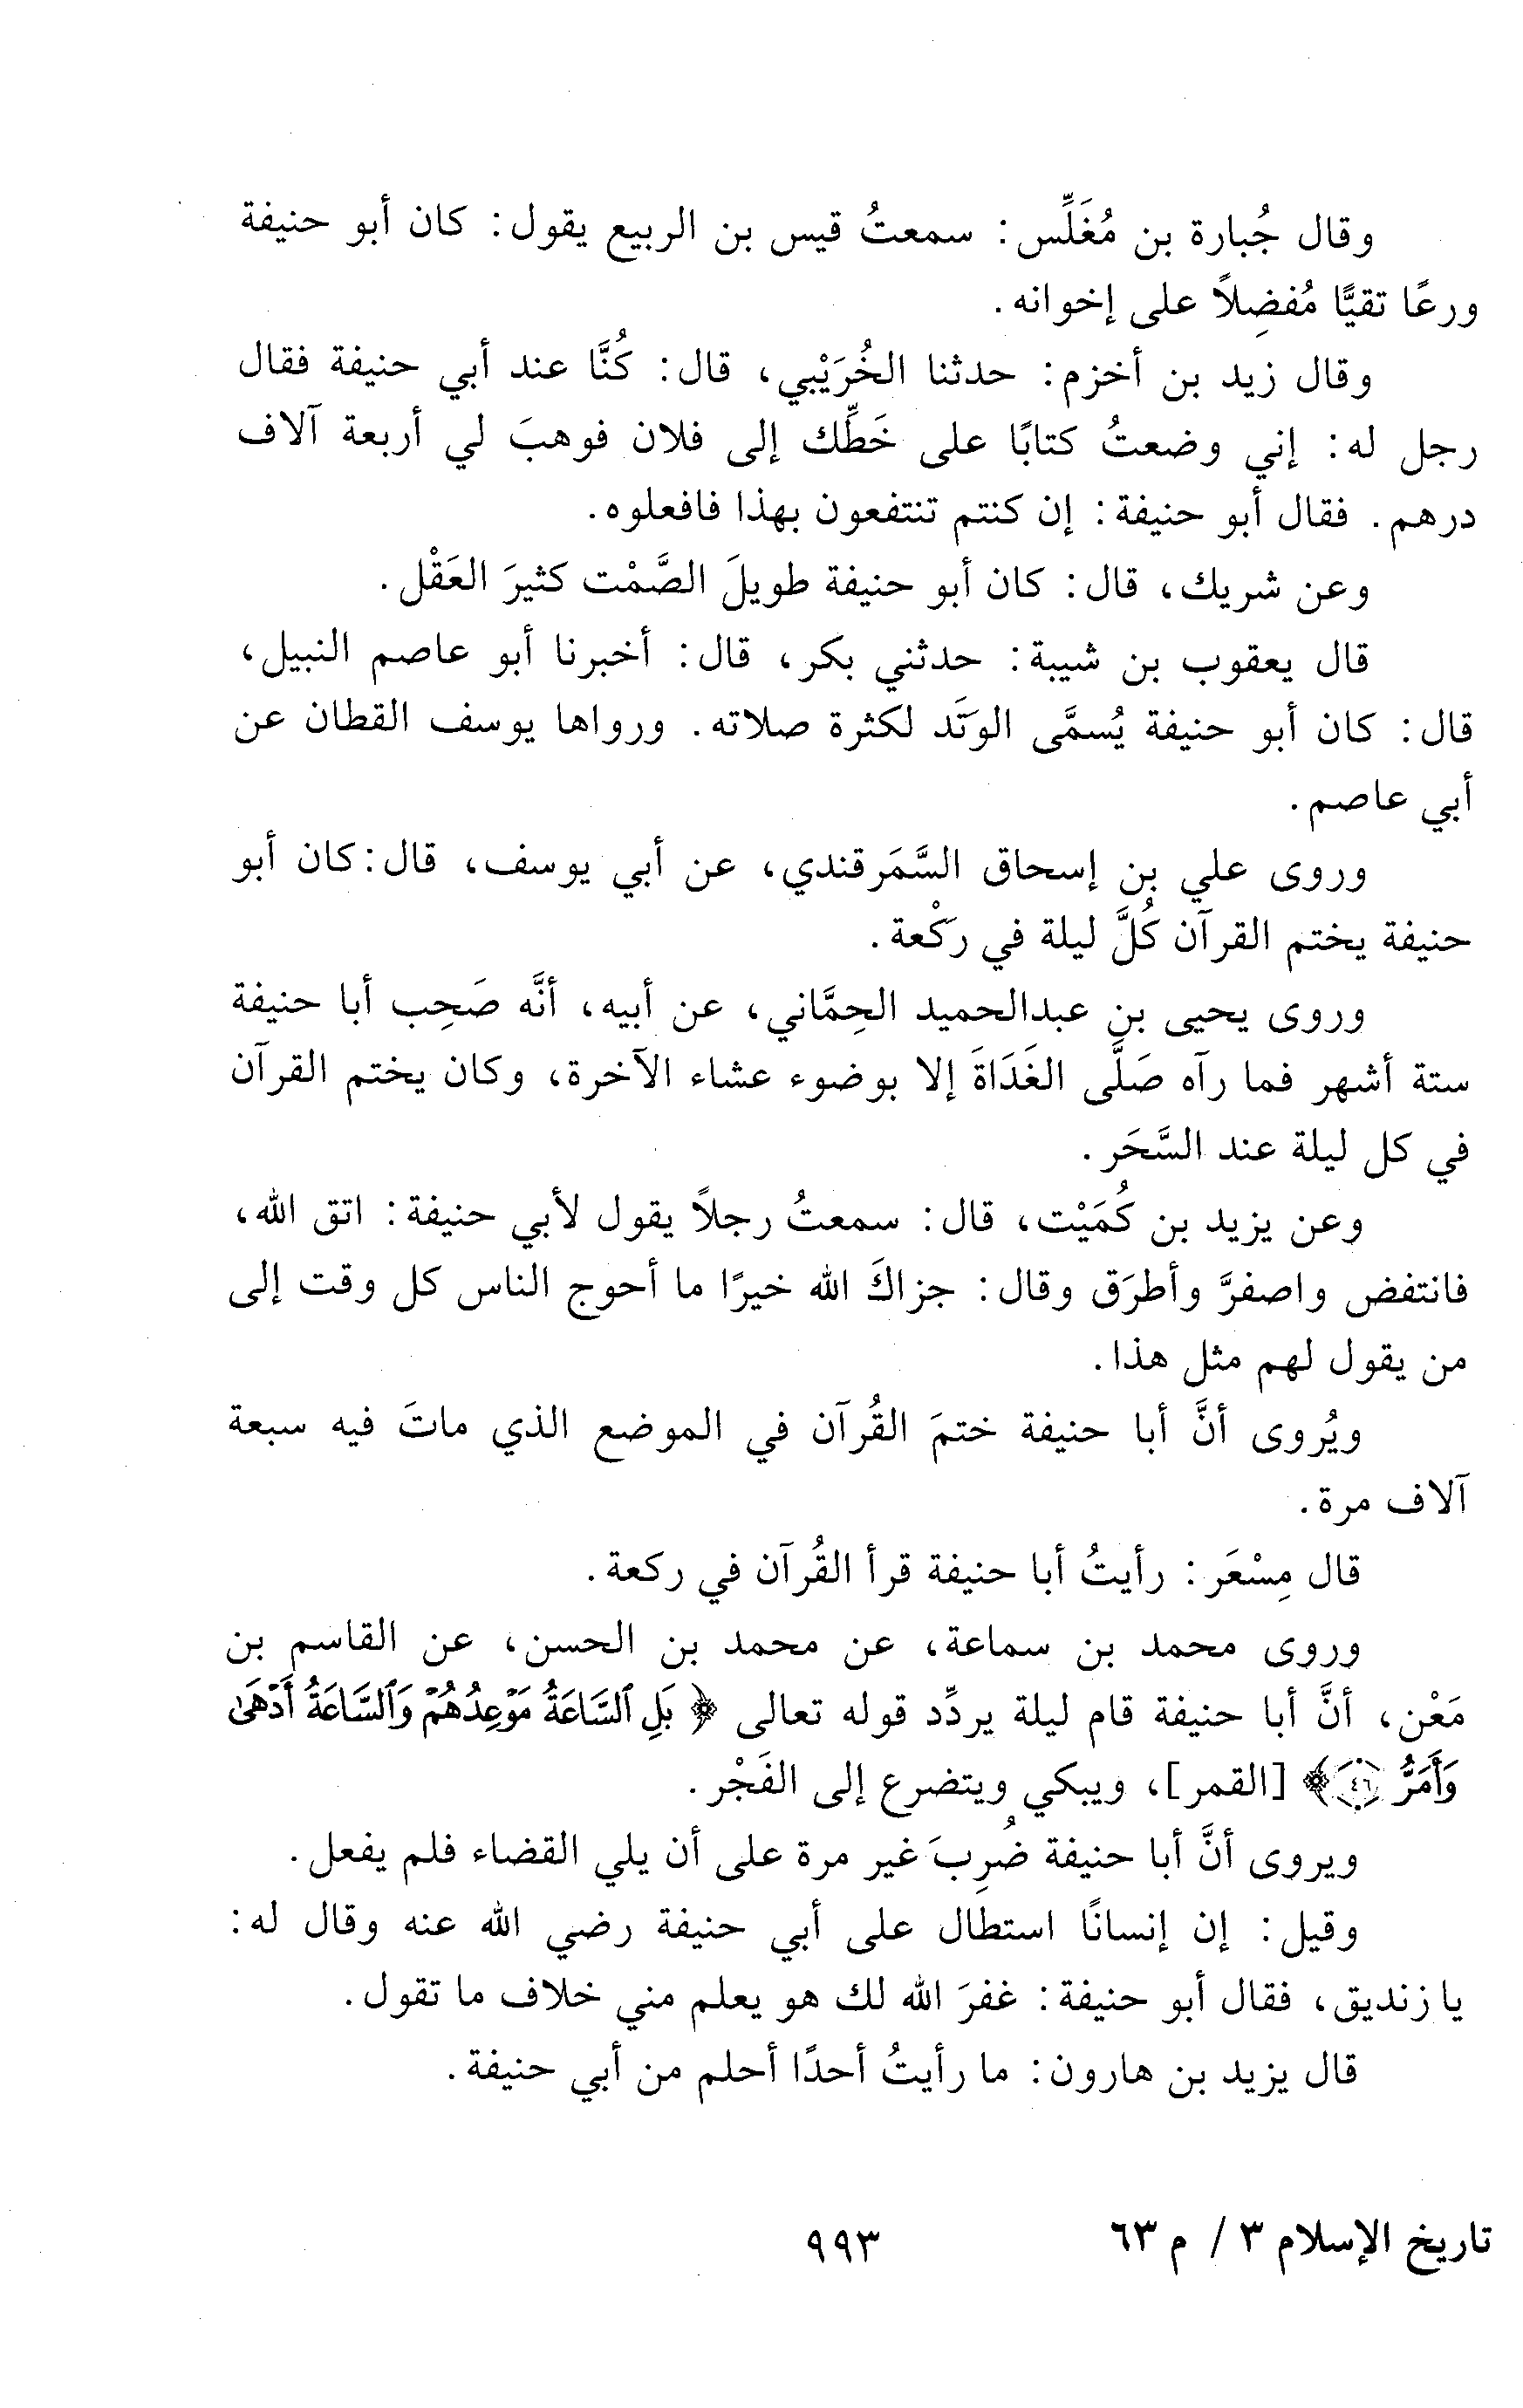 وقال جُبارة بن مُغَلِّس: سمعتُ قيس بن الربيع يقول: كان أبو حنيفة
ورعًا تقيًّا مُفضِلاً على إخوانه.
وقال زيد بن أخزم: حدثنا الخُرَيْبي، قال: كُنَّا عند أبي حنيفة فقال
رجل له: إني وضعتُ كتابًا على خَطِّك إلى فلان فوهبَ لي أربعة آلاف
درهم. فقال أبو حنيفة: إن كنتم تنتفعون بهذا فافعلوه.
وعن شريك، قال: كان أبو حنيفة طويلَ الصَّمْت كثيرَ العَقْل.
قال يعقوب بن شيبة: حدثني بكر، قال: أخبرنا أبو عاصم النبيل،
قال: كان أبو حنيفة يُسمَّى الوَتَد لكثرة صلاته. ورواها يوسف القطان عن
أبي عاصم.
وروى علي بن إسحاق السَّمَرقندي، عن أبي يوسف، قال: كان أبو
حنيفة يختم القرآن كُلَّ ليلة في ركْعة.
وروى يحيى بن عبدالحميد الحِمَّاني، عن أبيه، أنَّه صَحِب أبا حنيفة
ستة أشهر فما رآه صَلَّى الغَدَاةَ إلا بوضوء عشاء الآخرة، وكان يختم القرآن
في كل ليلة عند السَّحَر.
وعن يزيد بن كُمَيْت، قال: سمعتُ رجلاً يقول لأبي حنيفة: اتق الله،
فانتفض واصفرَّ وأطرَق وقال: جزاكَ الله خيرًا ما أحوج الناس كل وقت إلى
من يقول لهم مثل هذا.
ويُروى أنَّ أبا حنيفة ختمَ القُرآن في الموضع الذي ماتَ فيه سبعة
آلاف مرة.
قال مِسْعَر: رأيتُ أبا حنيفة قرأ القُرآن في ركعة.
وروى محمد بن سماعة، عن محمد بن الحسن، عن القاسم بن
مَعْن، أنَّ أبا حنيفة قام ليلة يردِّد قوله تعالى ﴿ بَلِ ٱلسَّاعَةُ مَوْعِدُهُمْ وَٱلسَّاعَةُ أَدْهَىٰ
وَأَمَرُّ ٤٦﴾ [القمر]، ويبكي ويتضرع إلى الفَجْر.
ويروى أنَّ أبا حنيفة ضُرِبَ غير مرة على أن يلي القضاء فلم يفعل.
وقيل: إن إنسانًا استطال على أبي حنيفة رضي الله عنه وقال له:
يا زنديق، فقال أبو حنيفة: غفرَ الله لك هو يعلم مني خلاف ما تقول.
قال يزيد بن هارون: ما رأيتُ أحدًا أحلم من أبي حنيفة.
تاريخ الإسلام ٣ / م ٦٣
٩٩٣